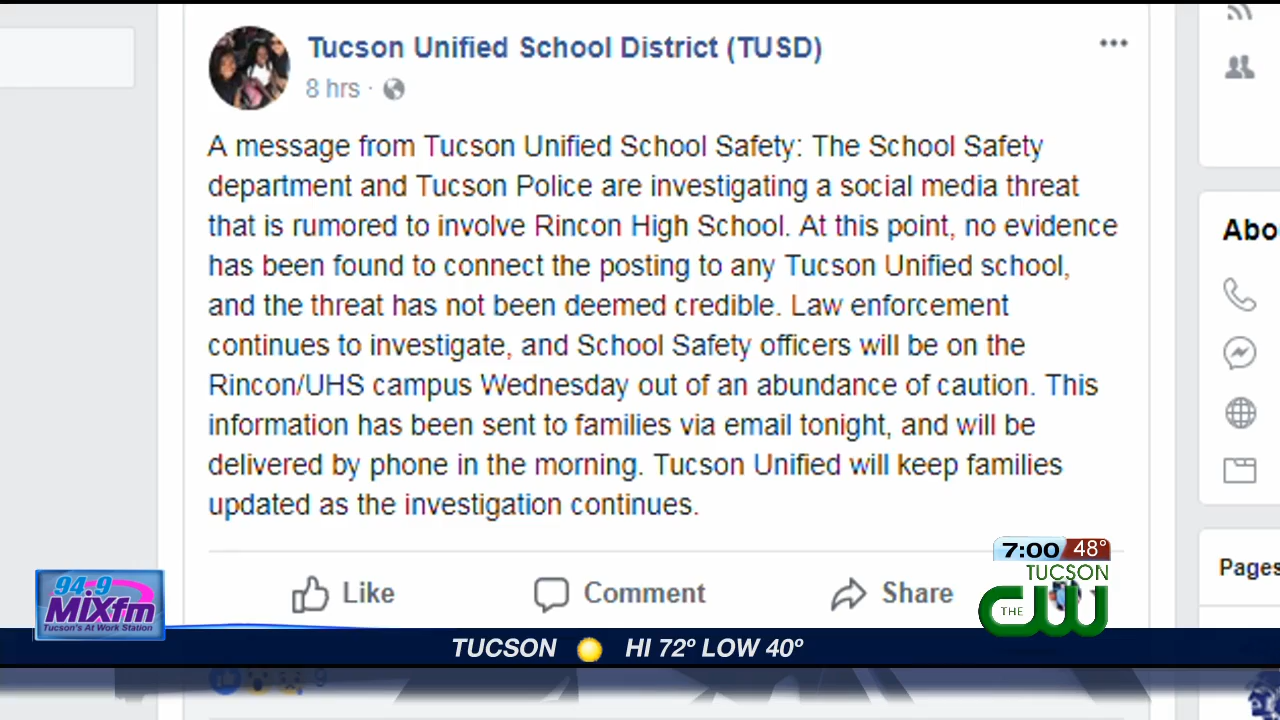 Tucson Unified School District (TUSD)
8 hrs ·
A message from Tucson Unified School Safety: The School Safety
department and Tucson Police are investigating a social media threat
that is rumored to involve Rincon High School. At this point, no evidence
has been found to connect the posting to any Tucson Unified school,
and the threat has not been deemed credible. Law enforcement
continues to investigate, and School Safety officers will be on the
Rincon/UHS campus Wednesday out of an abundance of caution. This
information has been sent to families via email tonight, and will be
delivered by phone in the morning. Tucson Unified will keep families
updated as the investigation continues.
Like Comment Share
Abo
Pages
7:00 48°
TUCSON
THE CW
94.9
MIXfm
Tucson's At Work Station
TUCSON HI 72º LOW 40º
9